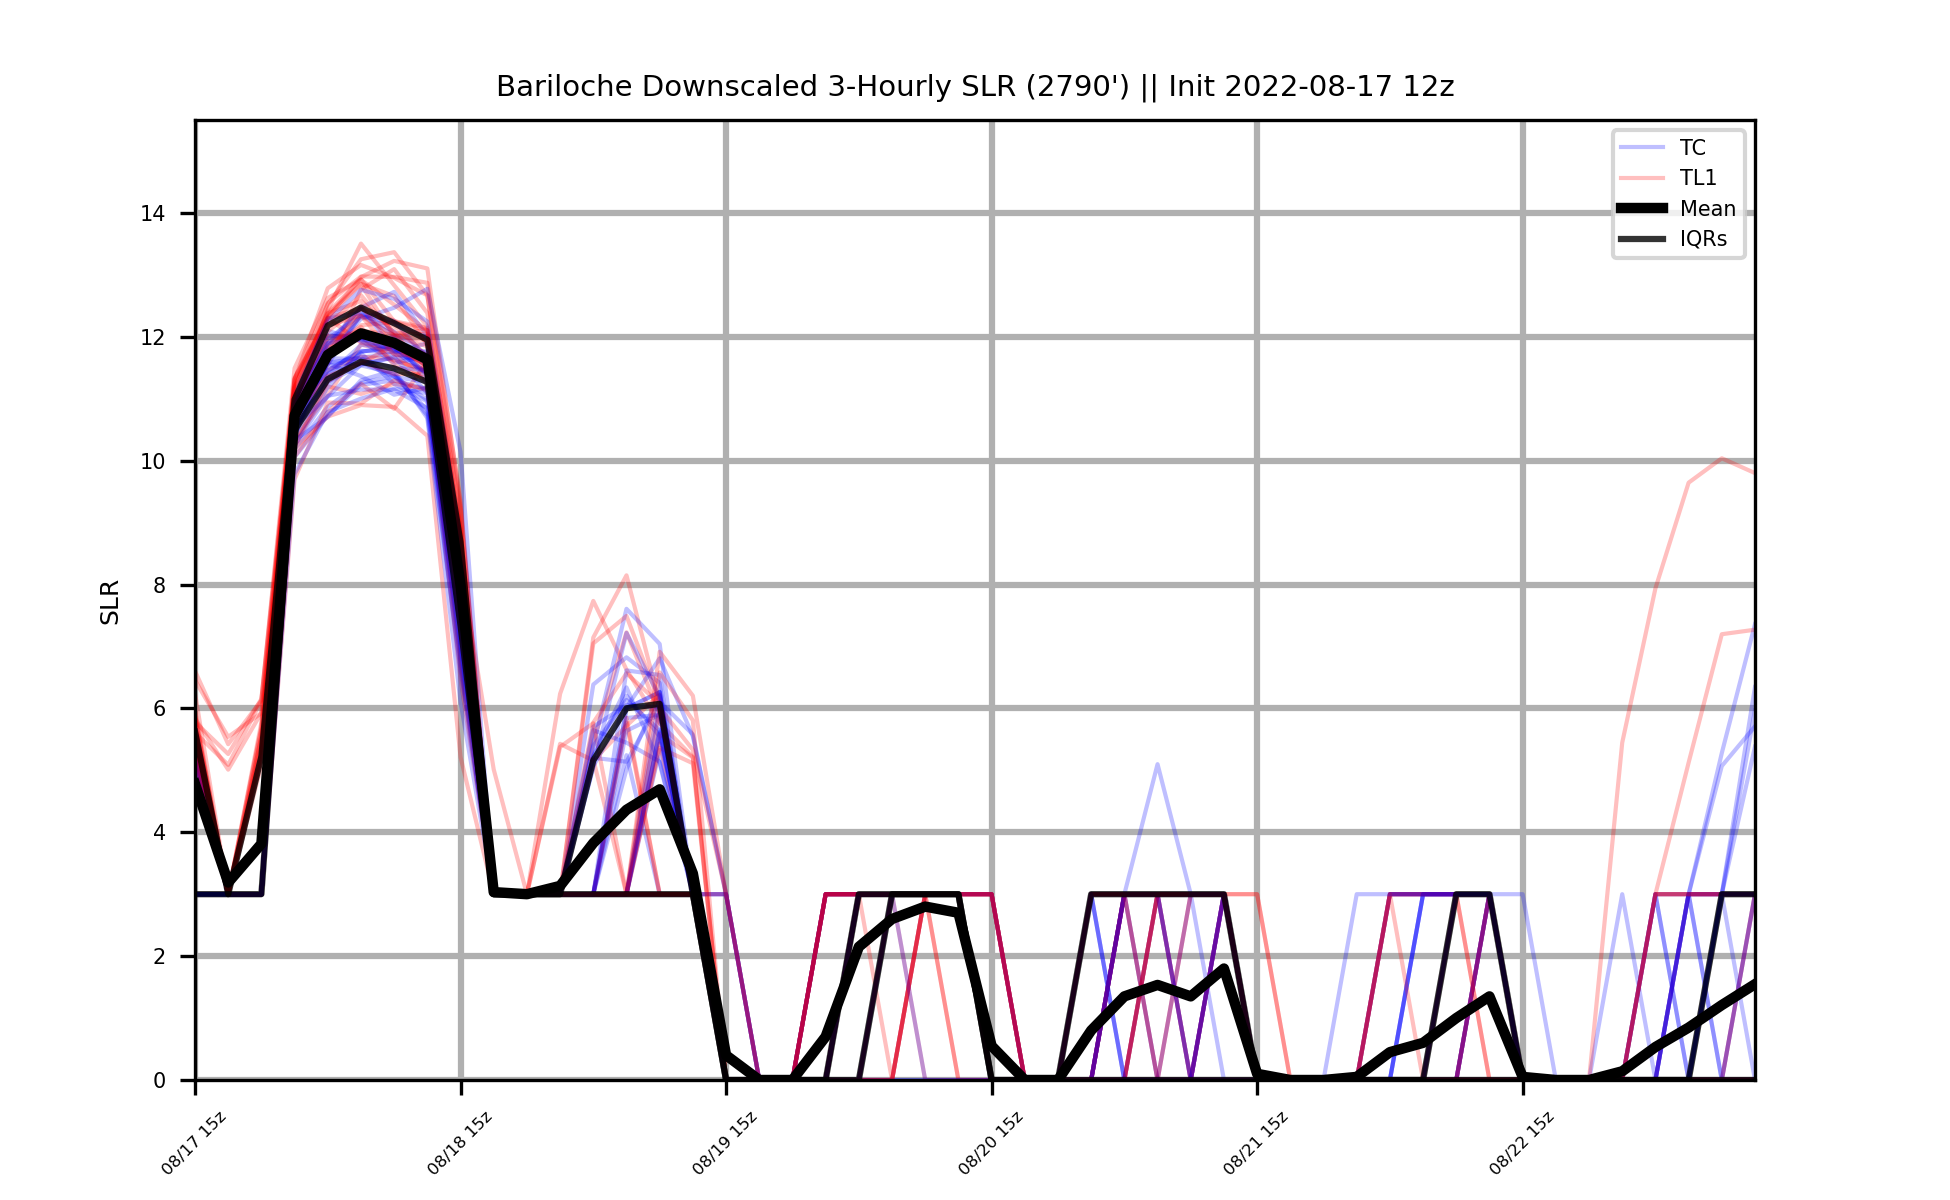 Bariloche Downscaled 3-Hourly SLR (2790') || Init 2022-08-17 12z
TC
TL1
Mean
IQRs
SLR
14
12
10
8
6
4
2
0
08/17 15z
08/18 15z
08/19 15z
08/20 15z
08/21 15z
08/22 15z